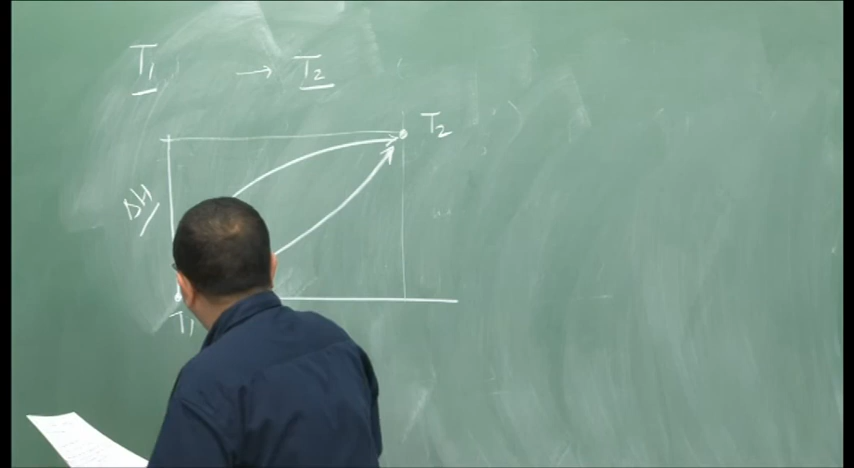 T₁ → T₂
T₂
ΔH
T₁